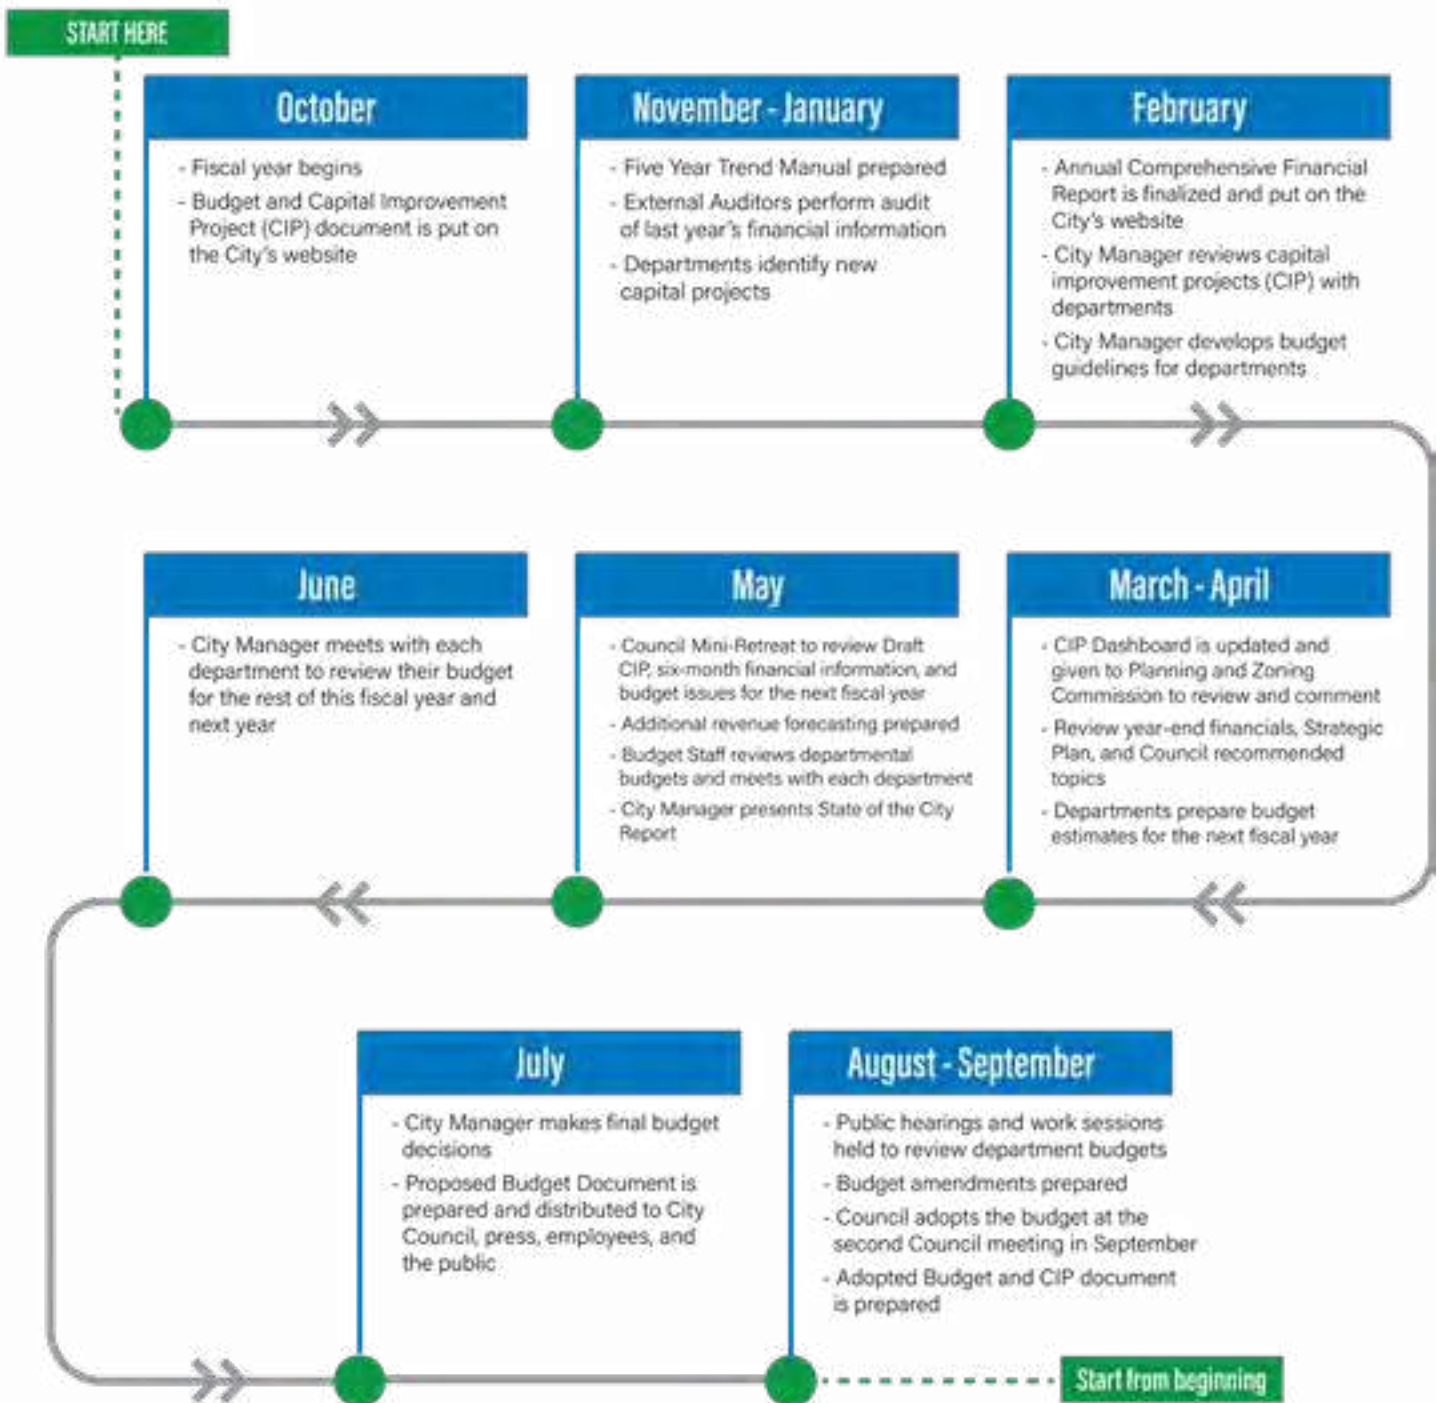 START HERE
October
- Fiscal year begins
- Budget and Capital Improvement
Project (CIP) document is put on
the City's website
November - January
- Five Year Trend Manual prepared
- External Auditors perform audit
of last year's financial information
- Departments identify new
capital projects
February
- Annual Comprehensive Financial
Report is finalized and put on the
City's website
- City Manager reviews capital
improvement projects (CIP) with
departments
- City Manager develops budget
guidelines for departments
March - April
- CIP Dashboard is updated and
given to Planning and Zoning
Commission to review and comment
- Review year-end financials, Strategic
Plan, and Council recommended
topics
- Departments prepare budget
estimates for the next fiscal year
May
- Council Mini-Retreat to review Draft
CIP, six-month financial information, and
budget issues for the next fiscal year
- Additional revenue forecasting prepared
- Budget Staff reviews departmental
budgets and meets with each department
- City Manager presents State of the City
Report
June
- City Manager meets with each
department to review their budget
for the rest of this fiscal year and
next year
July
- City Manager makes final budget
decisions
- Proposed Budget Document is
prepared and distributed to City
Council, press, employees, and
the public
August - September
- Public hearings and work sessions
held to review department budgets
- Budget amendments prepared
- Council adopts the budget at the
second Council meeting in September
- Adopted Budget and CIP document
is prepared
Start from beginning